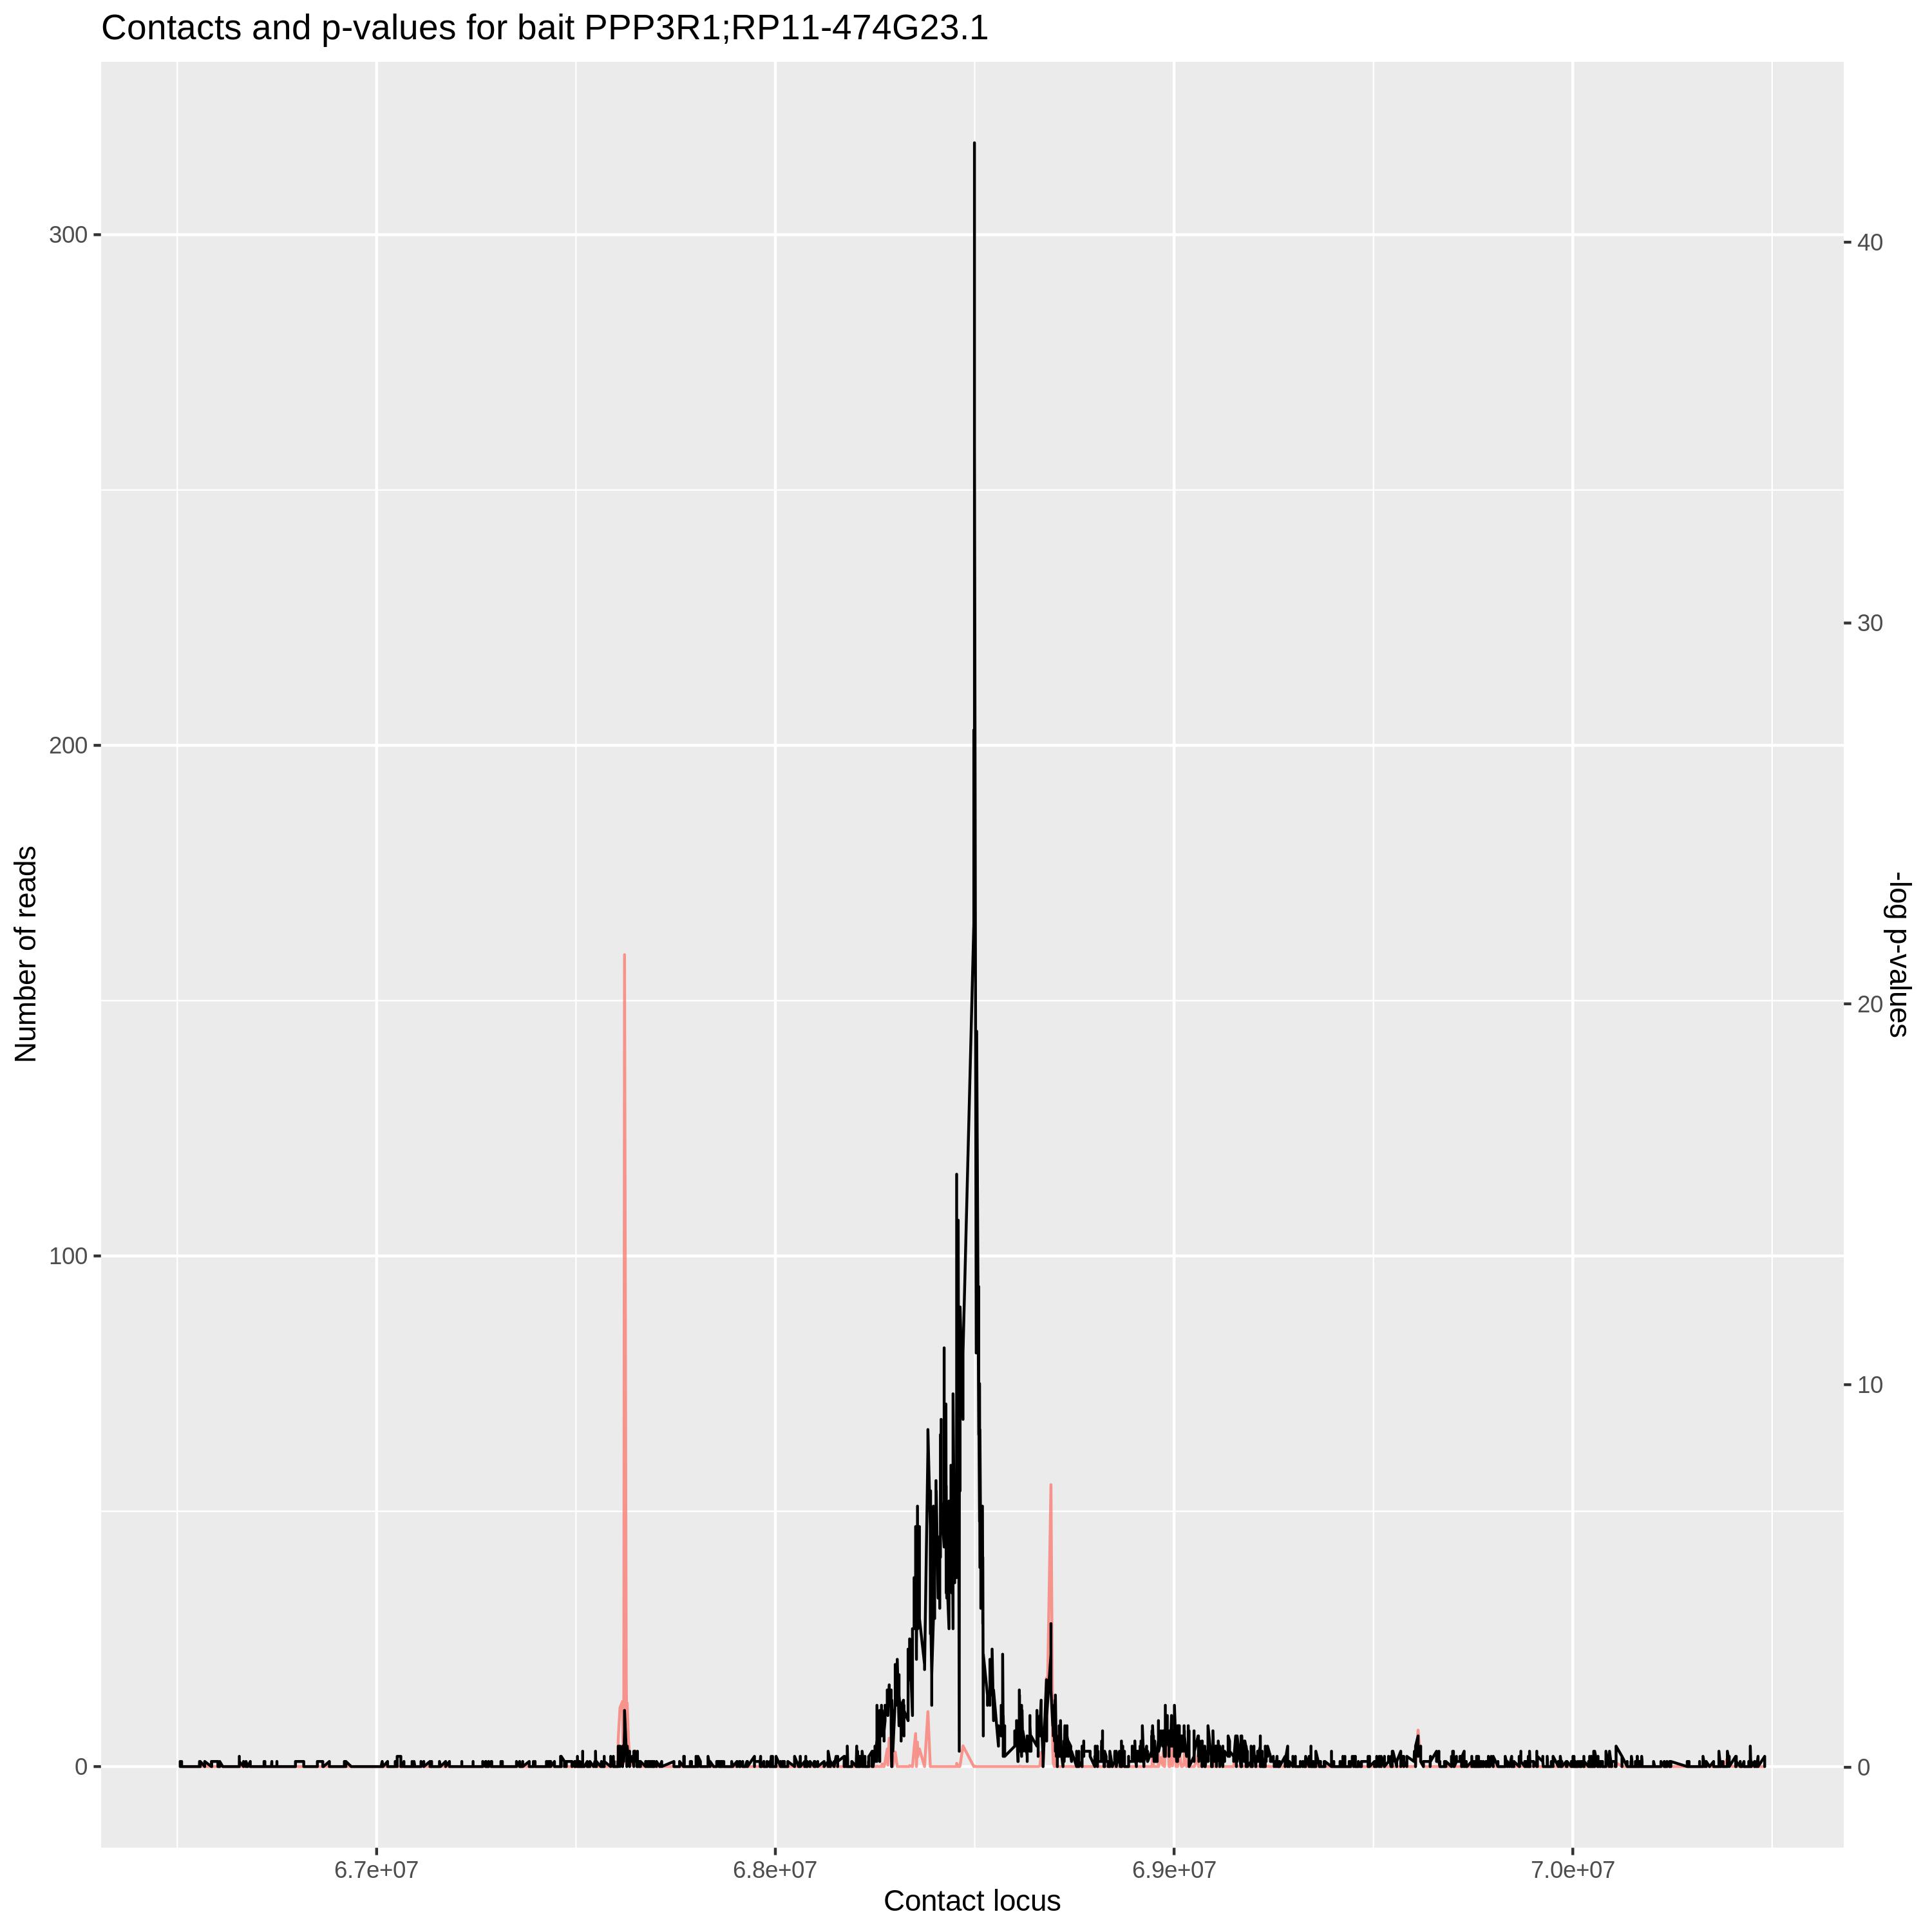 Contacts and p-values for bait PPP3R1;RP11-474G23.1
300
200
100
0
Number of reads
40
30
20
10
0
-log p-values
6.7e+07
6.8e+07
6.9e+07
7.0e+07
Contact locus